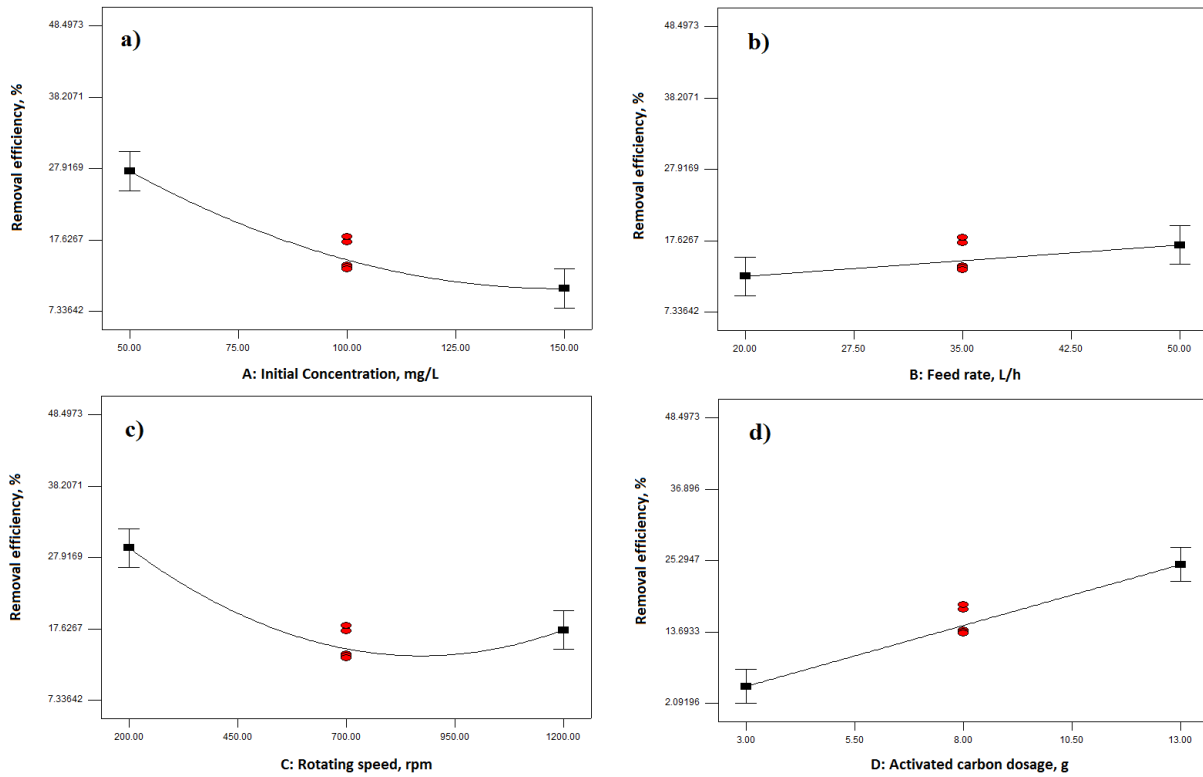 a)
Removal efficiency, %
48.4973
38.2071
27.9169
17.6267
7.33642
50.00 75.00 100.00 125.00 150.00
A: Initial Concentration, mg/L
b)
Removal efficiency, %
48.4973
38.2071
27.9169
17.6267
7.33642
20.00 27.50 35.00 42.50 50.00
B: Feed rate, L/h
c)
Removal efficiency, %
48.4973
38.2071
27.9169
17.6267
7.33642
200.00 450.00 700.00 950.00 1200.00
C: Rotating speed, rpm
d)
Removal efficiency, %
48.4973
36.896
25.2947
13.6933
2.09196
3.00 5.50 8.00 10.50 13.00
D: Activated carbon dosage, g